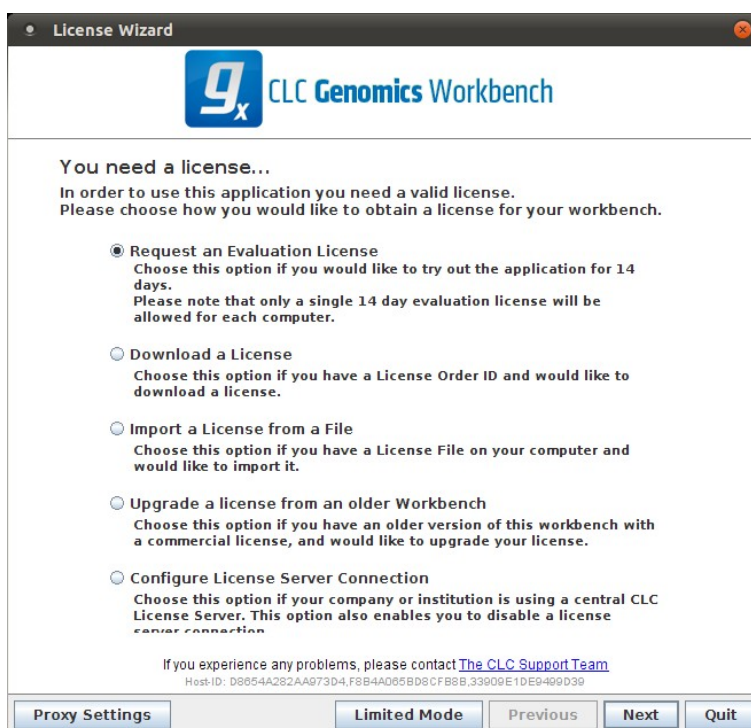 License Wizard
gx CLC Genomics Workbench
You need a license...
In order to use this application you need a valid license.
Please choose how you would like to obtain a license for your workbench.
Request an Evaluation License
Choose this option if you would like to try out the application for 14
days.
Please note that only a single 14 day evaluation license will be
allowed for each computer.
Download a License
Choose this option if you have a License Order ID and would like to
download a license.
Import a License from a File
Choose this option if you have a License File on your computer and
would like to import it.
Upgrade a license from an older Workbench
Choose this option if you have an older version of this workbench with
a commercial license, and would like to upgrade your license.
Configure License Server Connection
Choose this option if your company or institution is using a central CLC
License Server. This option also enables you to disable a license
server connection
If you experience any problems, please contact The CLC Support Team
Host-ID: D8654A282AA973D4,F8B4A065BD8CFB8B,33909E1DE9499D39
Proxy Settings Limited Mode Previous Next Quit